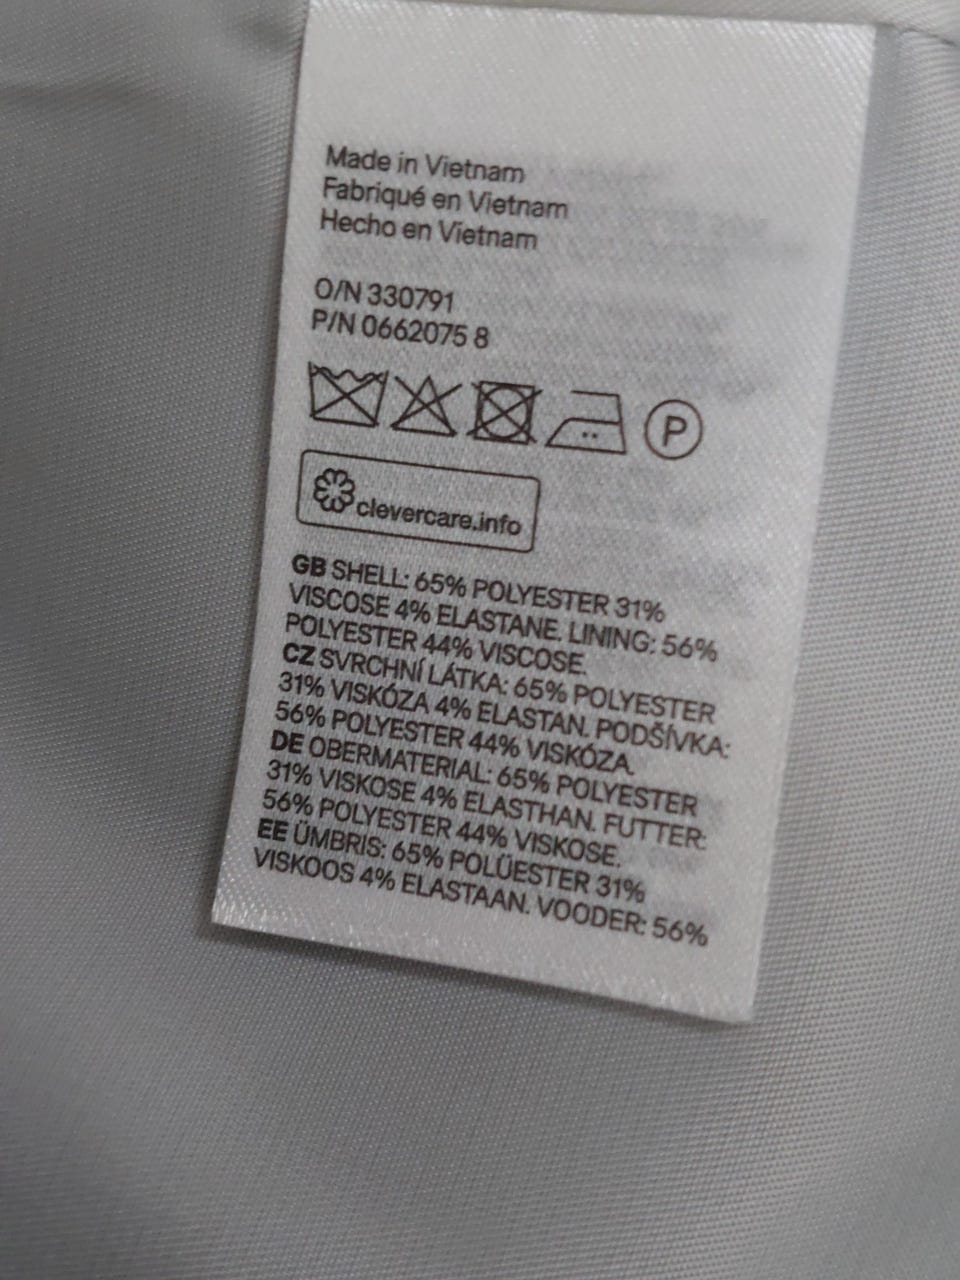 Made in Vietnam
Fabriqué en Vietnam
Hecho en Vietnam
O/N 330791
P/N 0662075 8
P
clevercare.info
GB SHELL: 65% POLYESTER 31%
VISCOSE 4% ELASTANE. LINING: 56%
POLYESTER 44% VISCOSE.
CZ SVRCHNÍ LÁTKA: 65% POLYESTER
31% VISKÓZA 4% ELASTAN. PODŠÍVKA:
56% POLYESTER 44% VISKÓZA.
DE OBERMATERIAL: 65% POLYESTER
31% VISKOSE 4% ELASTHAN. FUTTER:
56% POLYESTER 44% VISKOSE.
EE ÜMBRIS: 65% POLÜESTER 31%
VISKOOS 4% ELASTAAN. VOODER: 56%